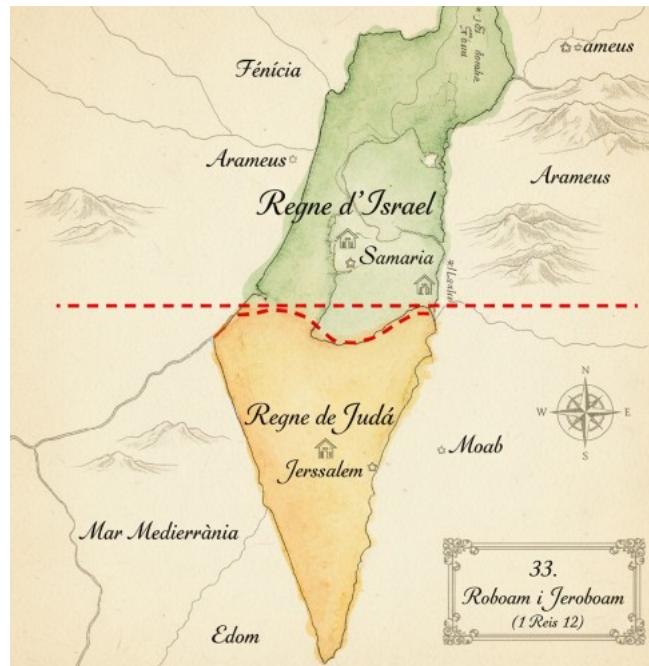 Fénícia
ameus
Arameus
Arameus
Regne d'Israel
Samaria
Regne de Judá
Jerssalem
Moab
Mar Medierrània
Edom
N
W E
S
33.
Roboam i Jeroboam
(1 Reis 12)